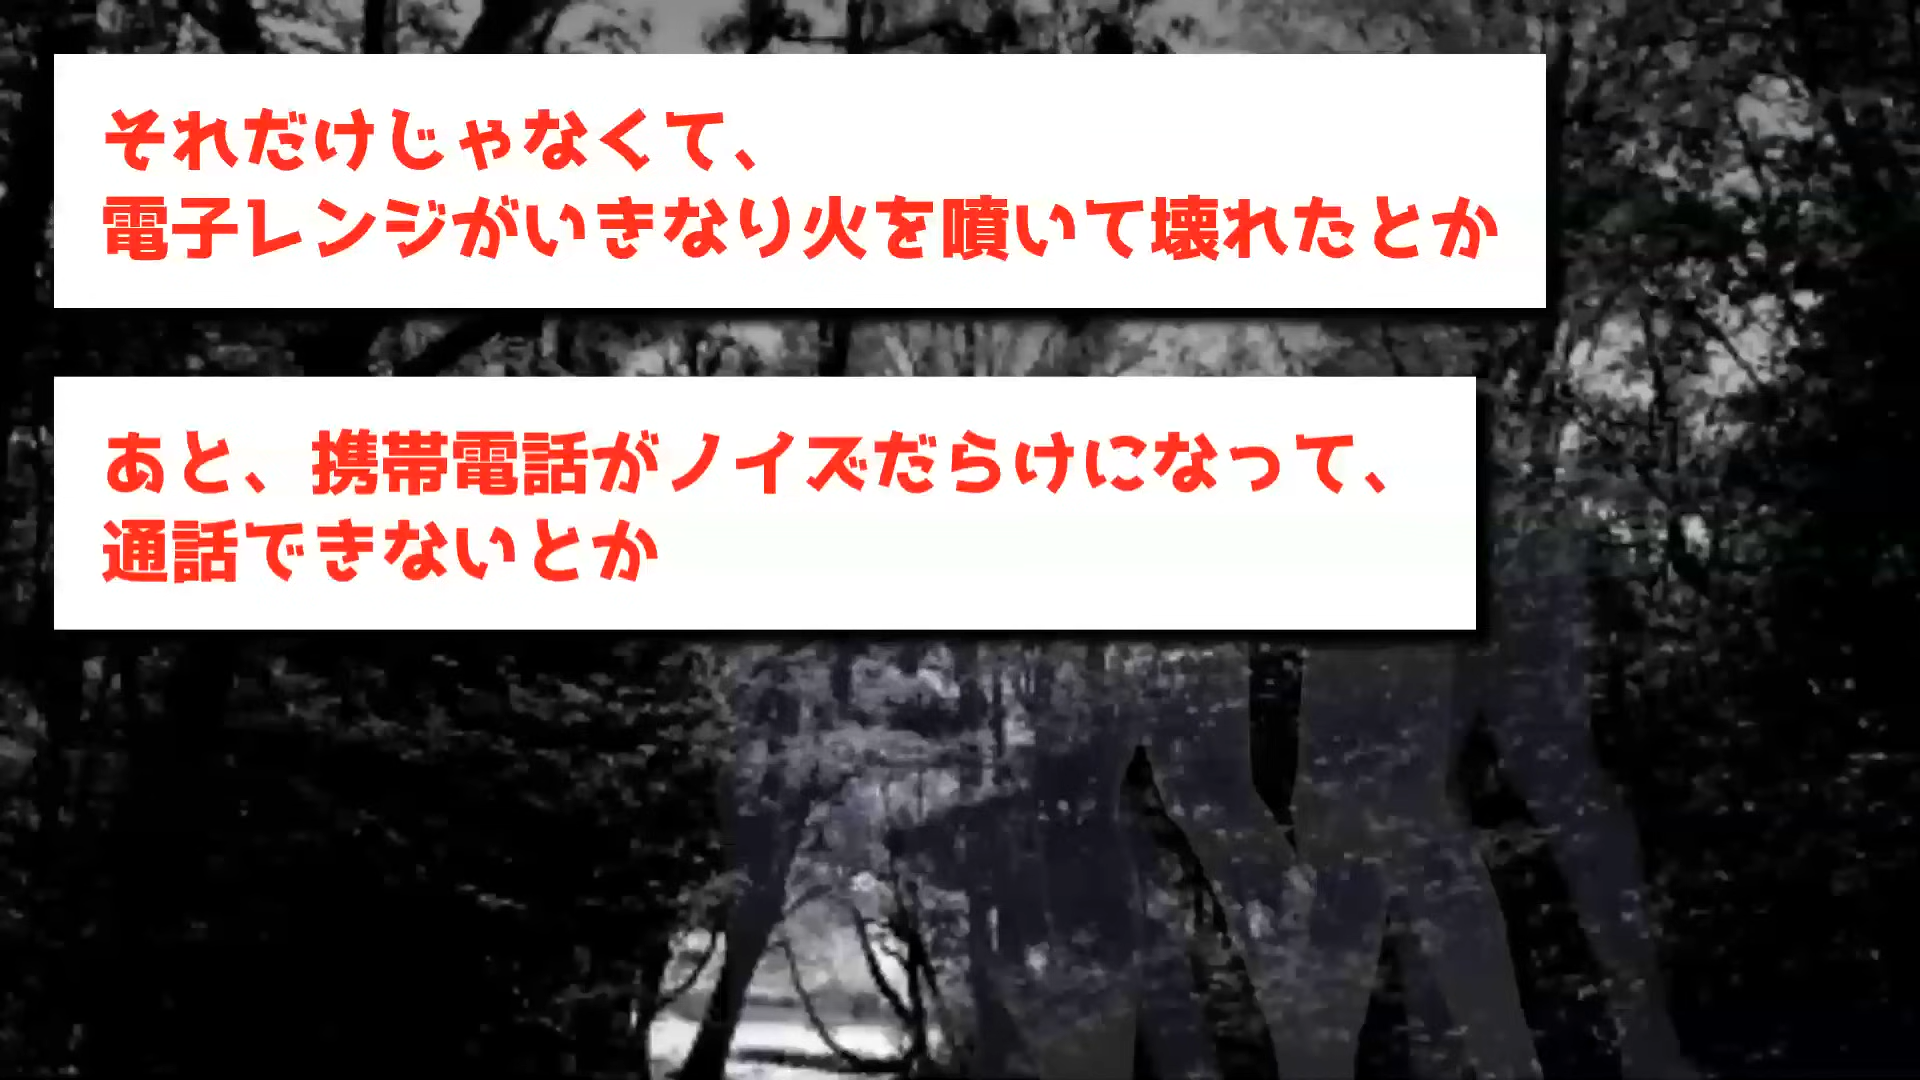 それだけじゃなくて、
電子レンジがいきなり火を噴いて壊れたとか
あと、携帯電話がノイズだらけになって、
通話できないとか